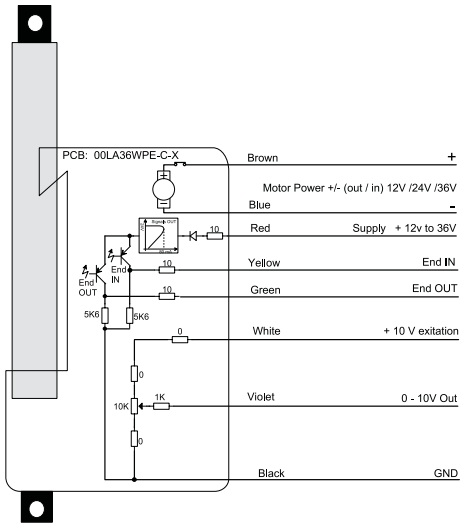 PCB: 00LA36WPE-C-X
Brown +
Motor Power +/- (out / in) 12V /24V /36V
Blue -
Signals OUT
10 Red Supply + 12v to 36V
End IN
10 Yellow End IN
End OUT
10 Green End OUT
5K6 5K6
0 White + 10 V exitation
0
10K 1K Violet 0 - 10V Out
0
Black GND